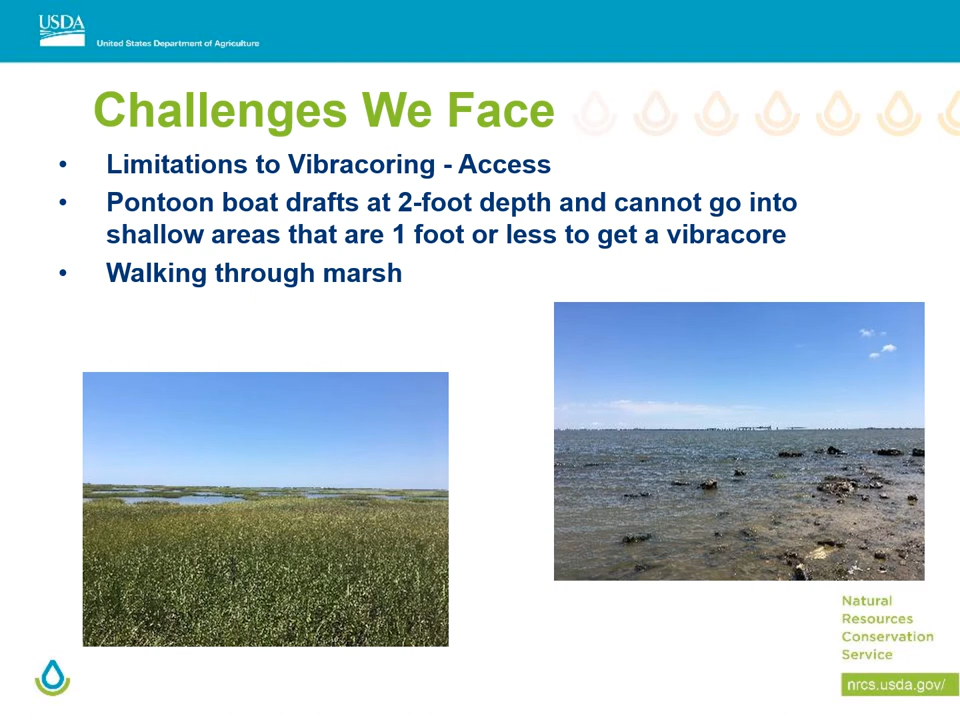 USDA
United States Department of Agriculture
Challenges We Face
• Limitations to Vibracoring - Access
• Pontoon boat drafts at 2-foot depth and cannot go into
shallow areas that are 1 foot or less to get a vibracore
• Walking through marsh
Natural
Resources
Conservation
Service
nrcs.usda.gov/